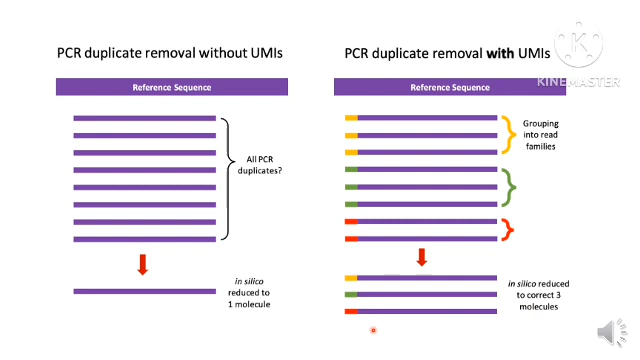 PCR duplicate removal without UMIs
Reference Sequence
All PCR
duplicates?
in silico
reduced to
1 molecule
PCR duplicate removal with UMIs
KINEMASTER
Reference Sequence
Grouping
into read
families
in silico reduced
to correct 3
molecules